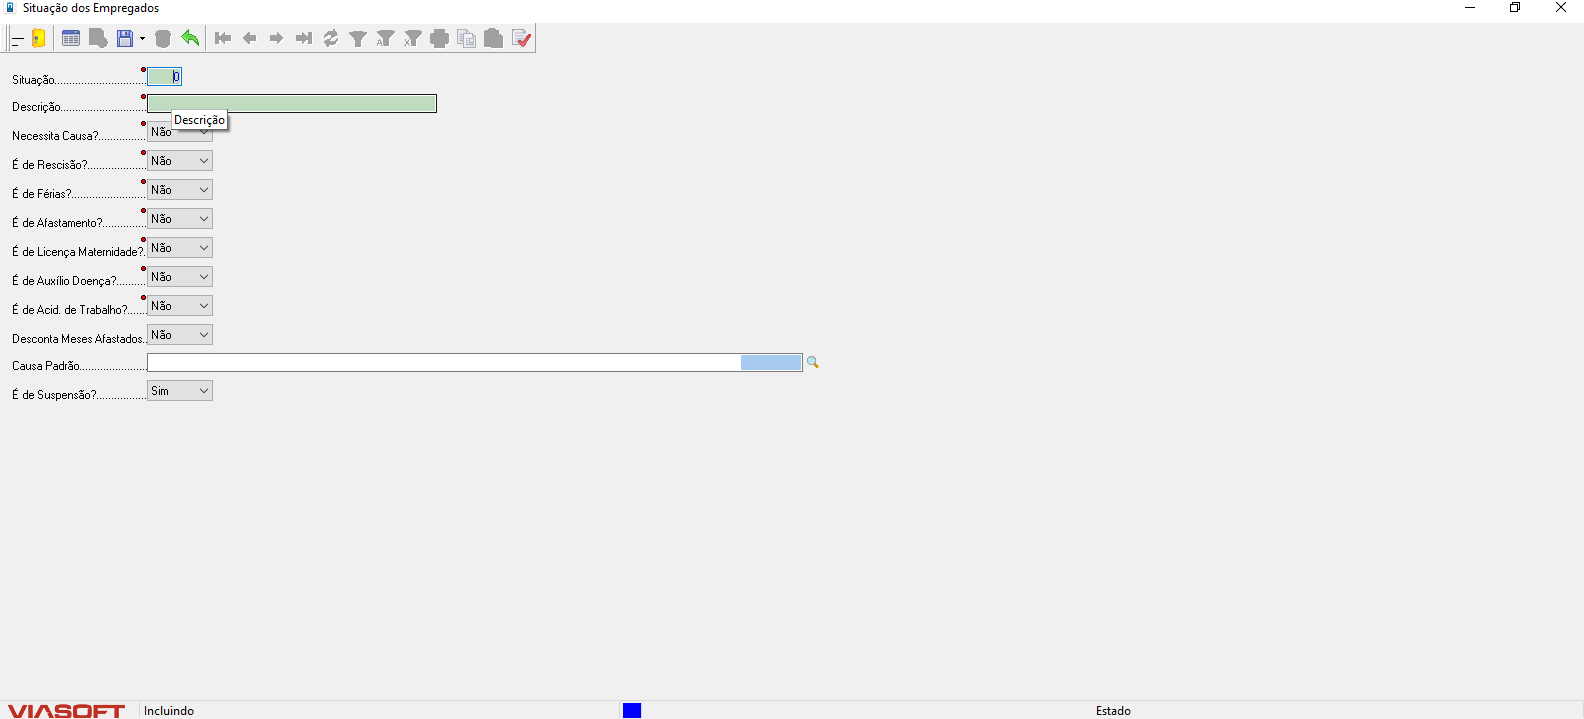 Situação dos Empregados
Situação............................... 0
Descrição.............................
Descrição
Necessita Causa?................ Não
É de Rescisão?.................... Não
É de Férias?......................... Não
É de Afastamento?............... Não
É de Licença Maternidade?. Não
É de Auxílio Doença?.......... Não
É de Acid. de Trabalho?....... Não
Desconta Meses Afastados.. Não
Causa Padrão.......................
É de Suspensão?................. Sim
VIASOFT Incluindo Estado